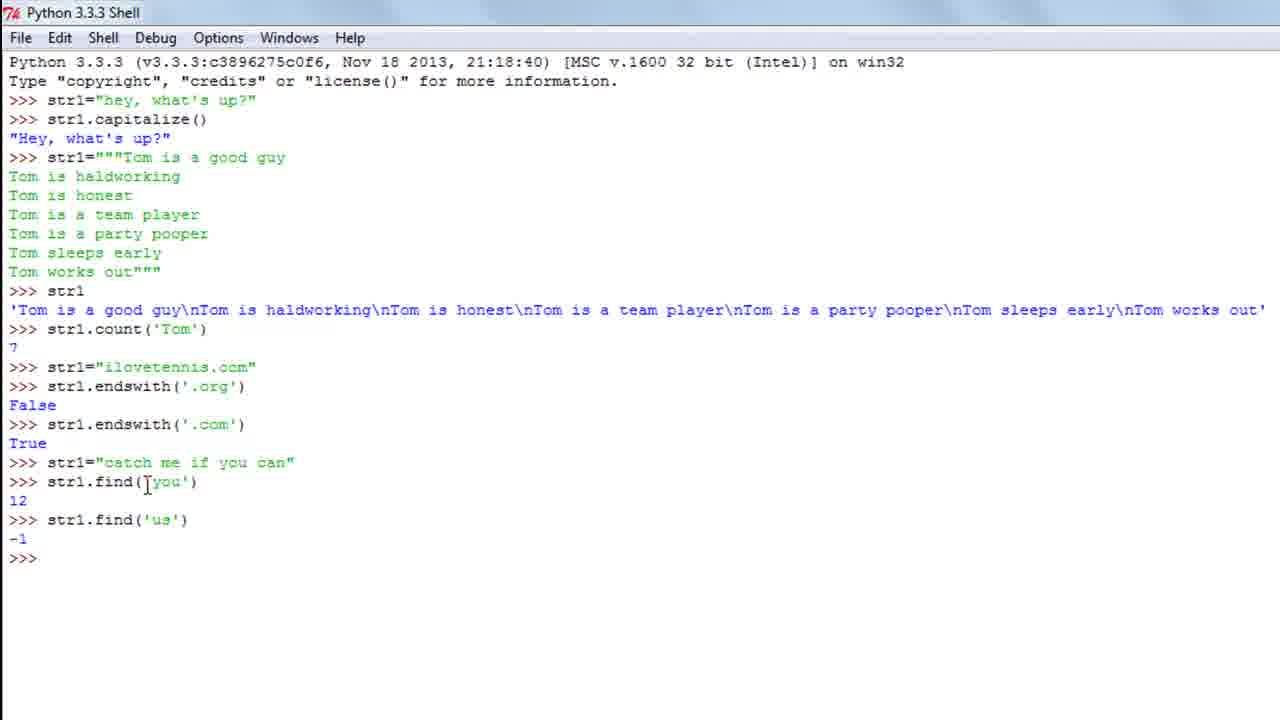 Python 3.3.3 Shell
File Edit Shell Debug Options Windows Help
Python 3.3.3 (v3.3.3:c3896275c0f6, Nov 18 2013, 21:18:40) [MSC v.1600 32 bit (Intel)] on win32
Type "copyright", "credits" or "license()" for more information.
>>> str1="hey, what's up?"
>>> str1.capitalize()
"Hey, what's up?"
>>> str1="""Tom is a good guy
Tom is haldworking
Tom is honest
Tom is a team player
Tom is a party pooper
Tom sleeps early
Tom works out"""
>>> str1
'Tom is a good guy\nTom is haldworking\nTom is honest\nTom is a team player\nTom is a party pooper\nTom sleeps early\nTom works out'
>>> str1.count('Tom')
7
>>> str1="ilovetennis.com"
>>> str1.endswith('.org')
False
>>> str1.endswith('.com')
True
>>> str1="catch me if you can"
>>> str1.find('you')
12
>>> str1.find('us')
-1
>>>